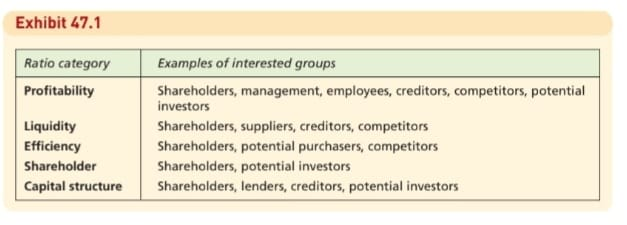 Exhibit 47.1
Ratio category Examples of interested groups
Profitability Shareholders, management, employees, creditors, competitors, potential
investors
Liquidity Shareholders, suppliers, creditors, competitors
Efficiency Shareholders, potential purchasers, competitors
Shareholder Shareholders, potential investors
Capital structure Shareholders, lenders, creditors, potential investors